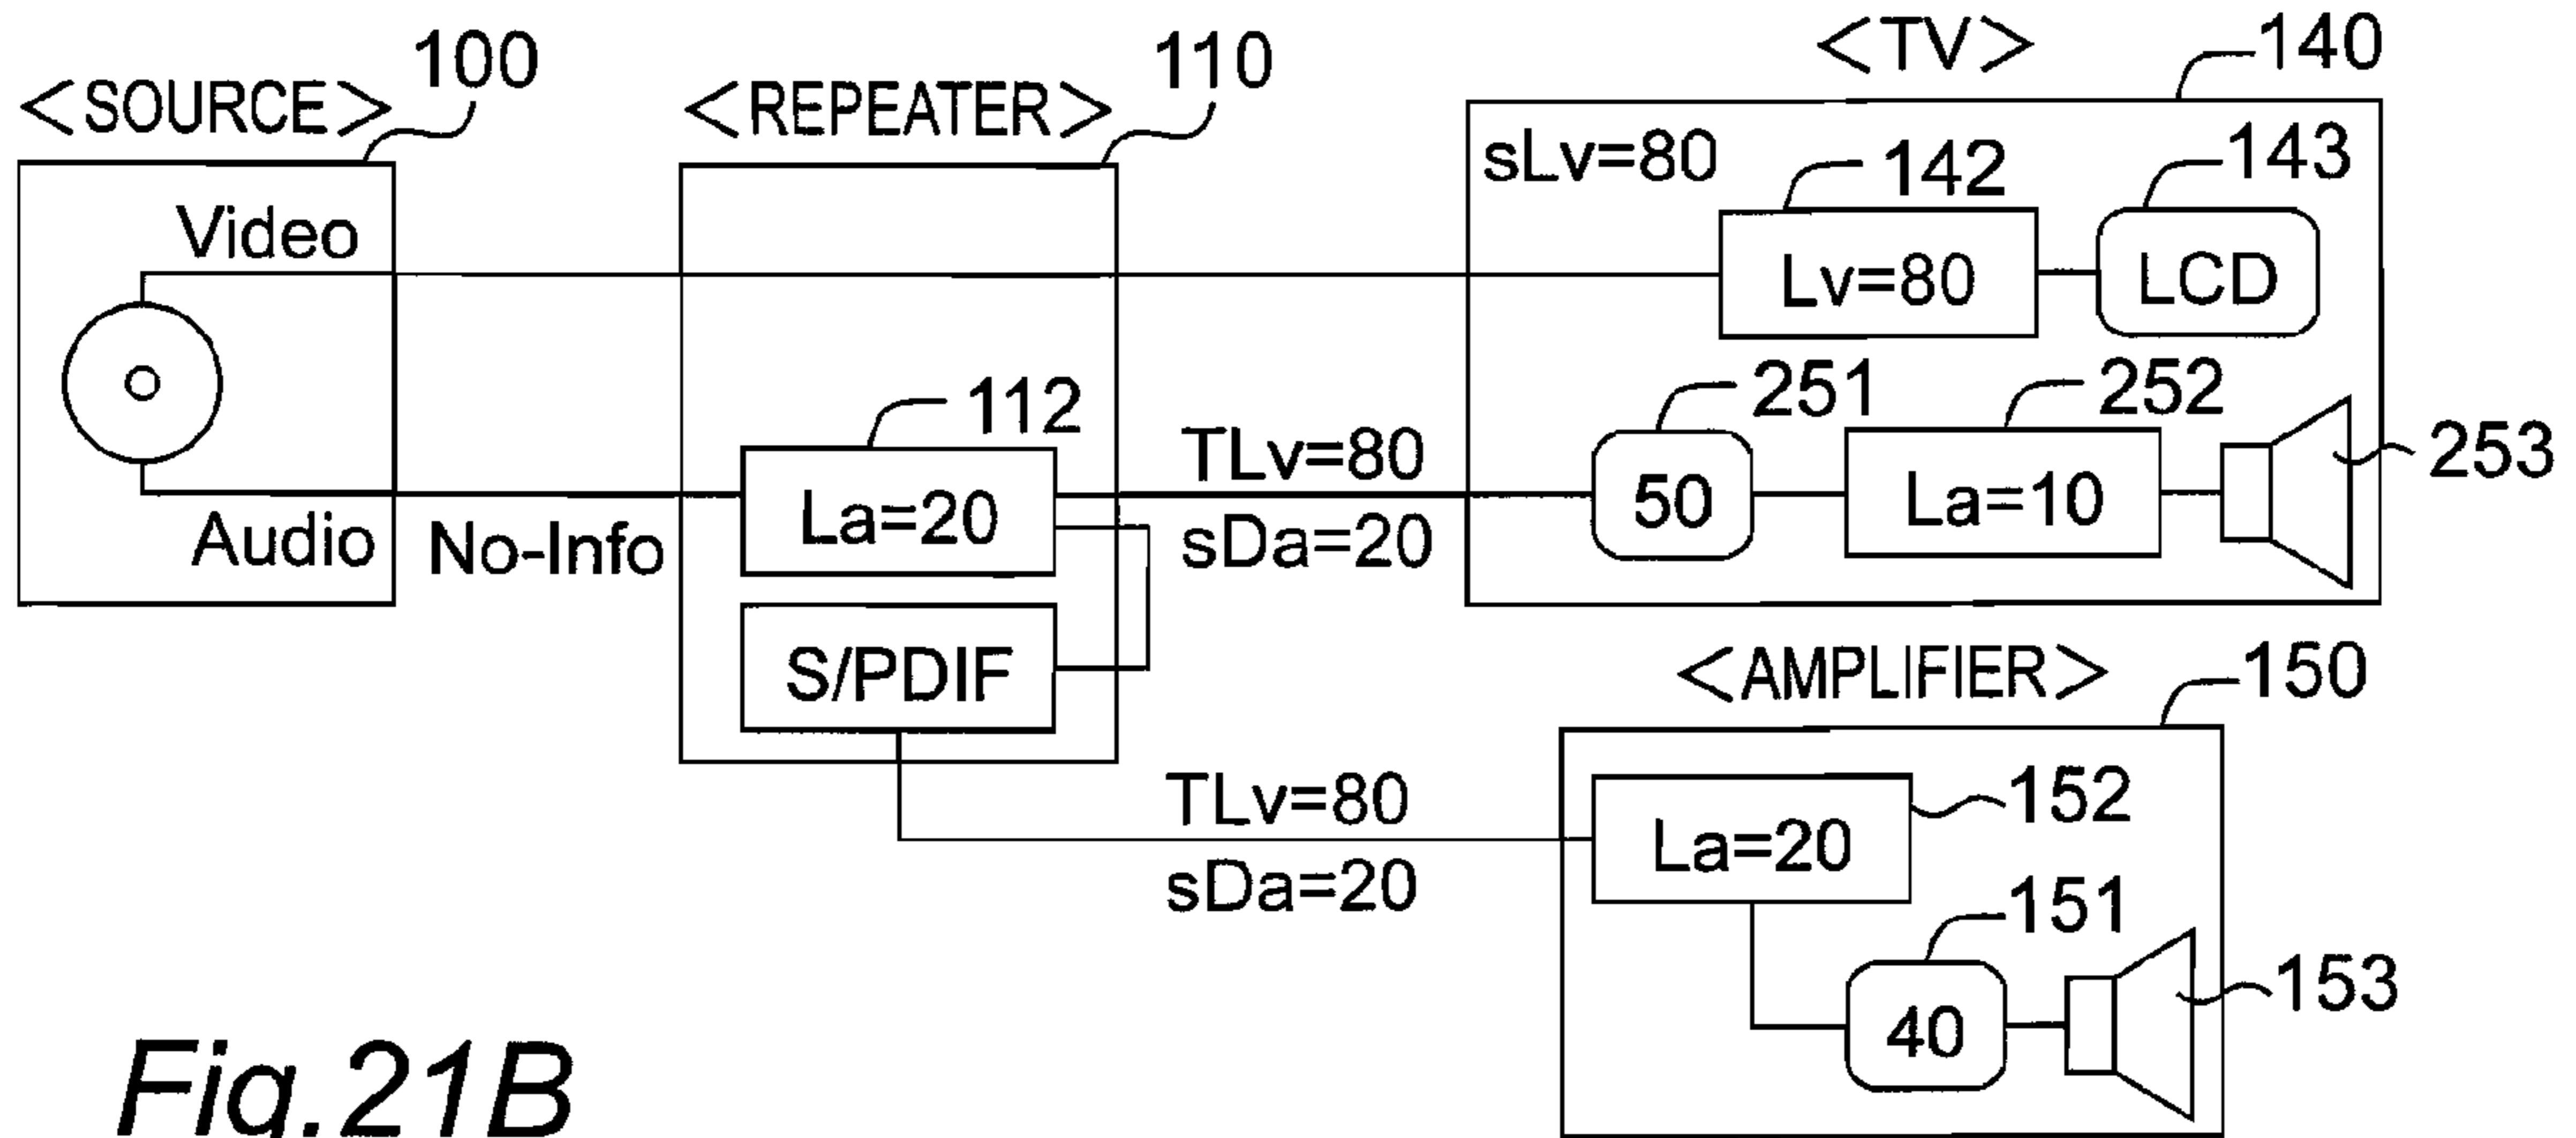 <SOURCE>
100
Video
Audio
No-Info
<REPEATER>
110
112
La=20
S/PDIF
TLv=80
sDa=20
<TV>
140
sLv=80
142
Lv=80
143
LCD
251
50
252
La=10
253
TLv=80
sDa=20
<AMPLIFIER>
150
La=20
152
151
40
153
Fig.21B